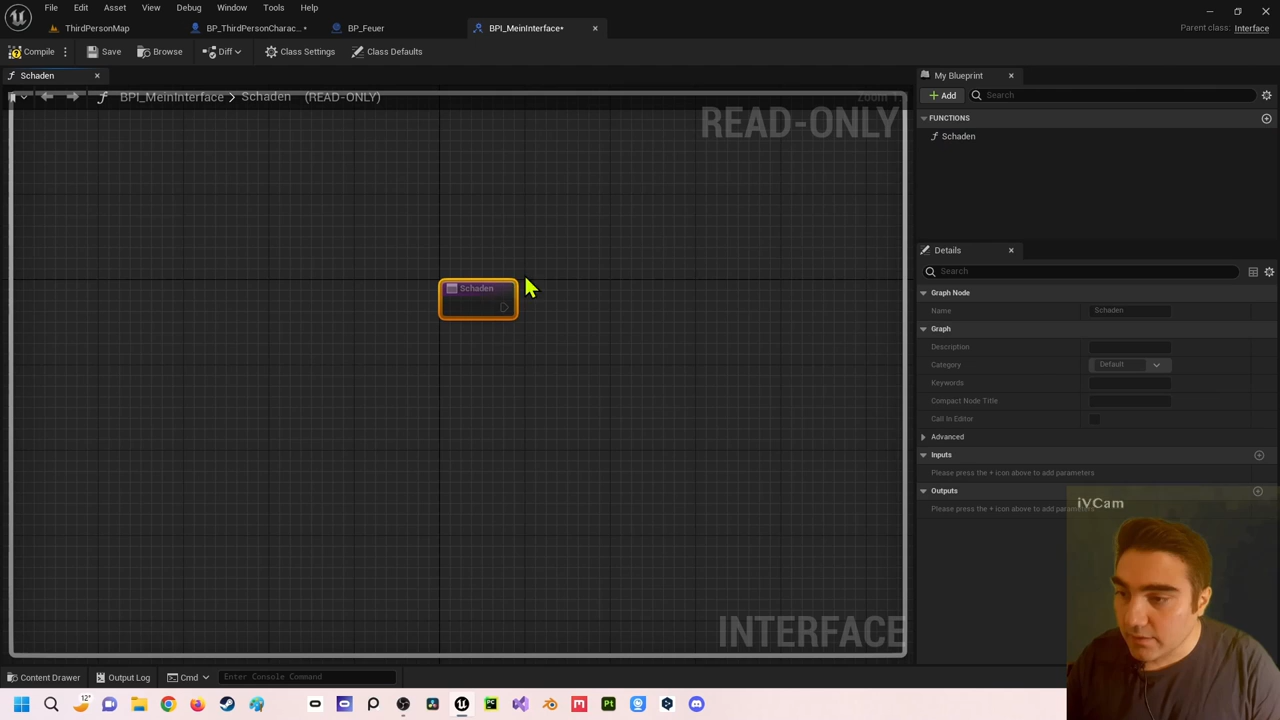 File Edit Asset View Debug Window Tools Help
ThirdPersonMap BP_ThirdPersonCharac...* BP_Feuer BPI_MeinInterface* Parent class: Interface
Compile Save Browse Diff Class Settings Class Defaults
Schaden
BPI_MeinInterface > Schaden (READ-ONLY)
READ-ONLY
Schaden
INTERFACE
My Blueprint
Add Search
FUNCTIONS
Schaden
Details
Search
Graph Node
Name Schaden
Graph
Description
Category Default
Keywords
Compact Node Title
Call In Editor
Advanced
Inputs
Please press the + icon above to add parameters
Outputs
Please press the + icon above to add parameters
iVCam
Content Drawer Output Log Cmd Enter Console Command
12°